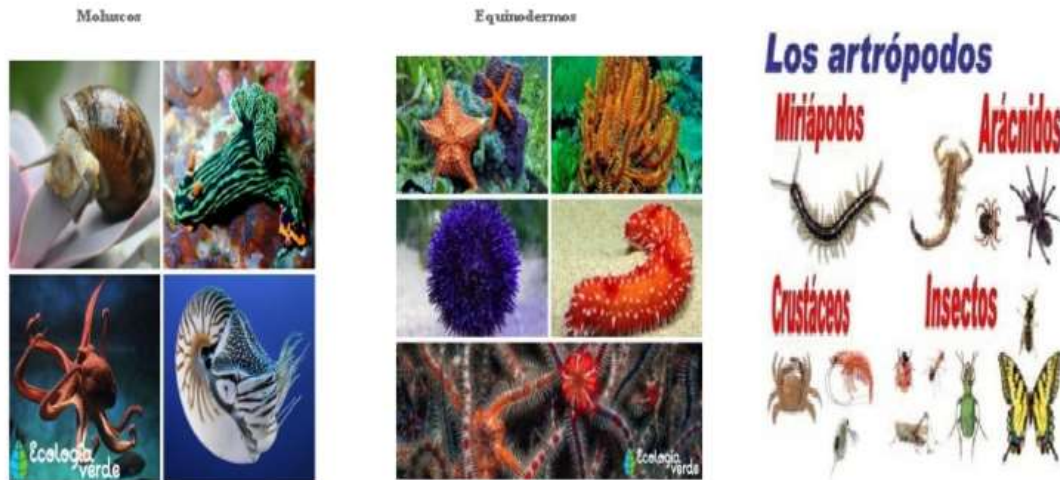 Moluscos
Equinodermos
Ecología
verde
Ecología
verde
Los artrópodos
Miriápodos
Arácnidos
Crustáceos
Insectos